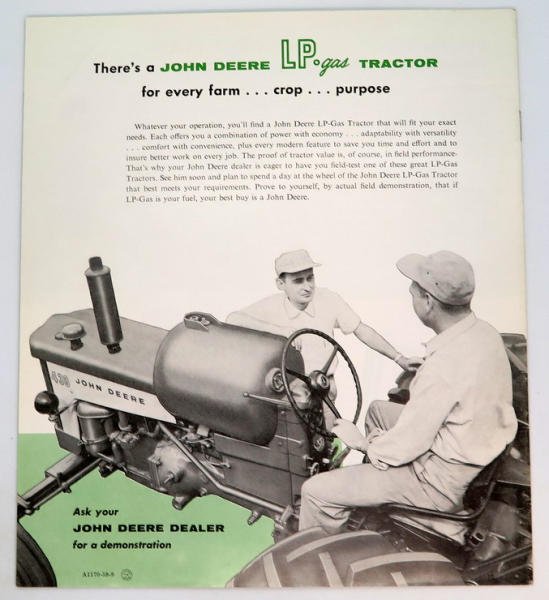 There's a JOHN DEERE LP-gas TRACTOR
for every farm . . . crop . . . purpose
Whatever your operation, you'll find a John Deere LP-Gas Tractor that will fit your exact
needs. Each offers you a combination of power with economy . . . adaptability with versatility
. . . comfort with convenience, plus every modern feature to save you time and effort and to
insure better work on every job. The proof of tractor value is, of course, in field performance.
That's why your John Deere dealer is eager to have you field-test one of these great LP-Gas
Tractors. See him soon and plan to spend a day at the wheel of the John Deere LP-Gas Tractor
that best meets your requirements. Prove to yourself, by actual field demonstration, that if
LP-Gas is your fuel, your best buy is a John Deere.
430 JOHN DEERE
Ask your
JOHN DEERE DEALER
for a demonstration
A1170-58-8